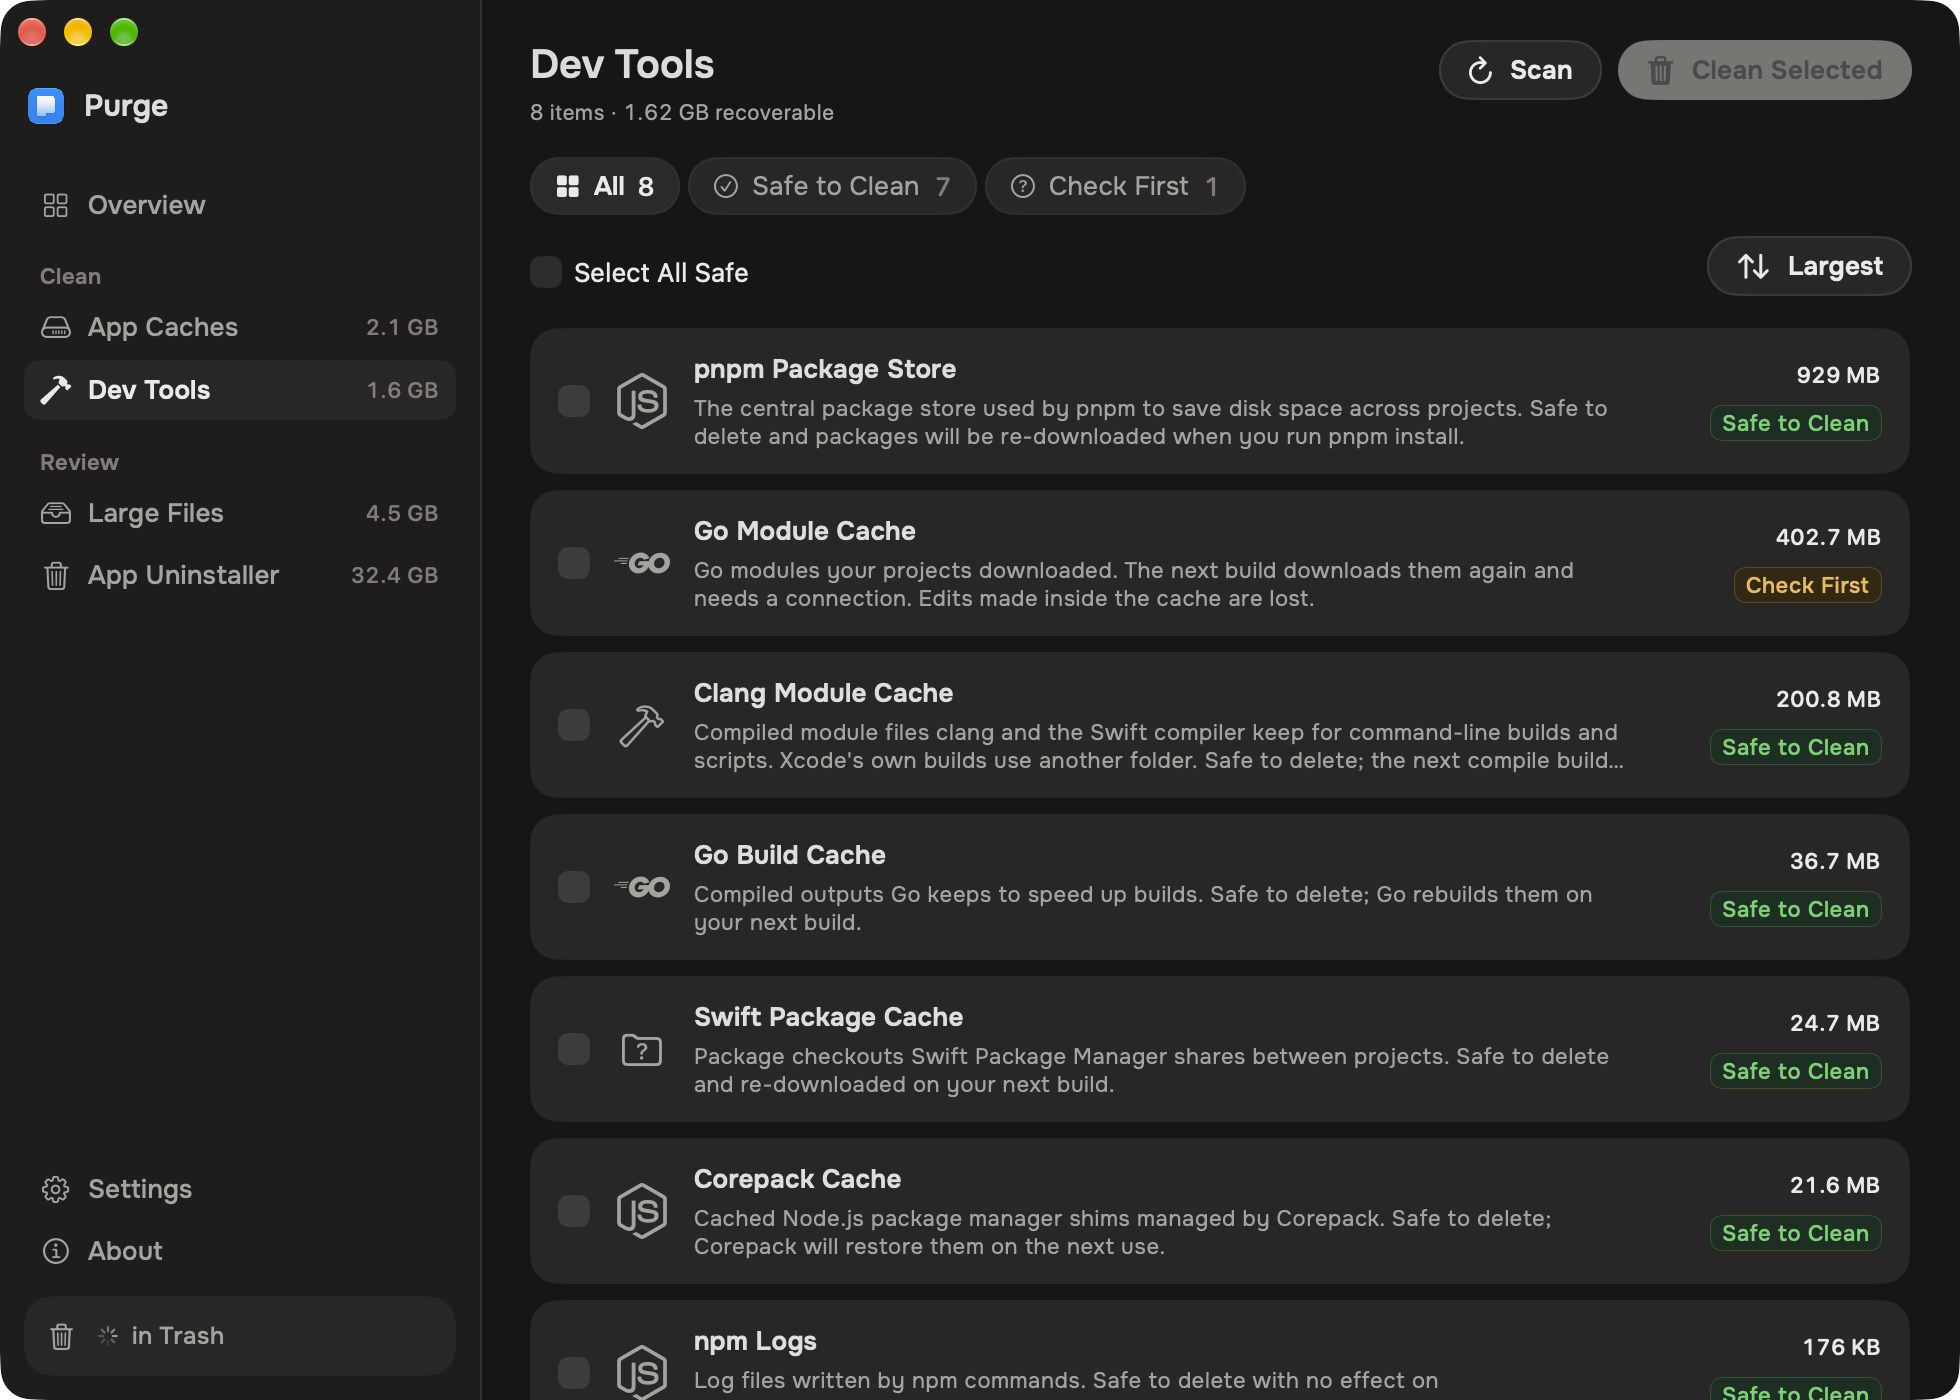 Purge
Overview
Clean
App Caches 2.1 GB
Dev Tools 1.6 GB
Review
Large Files 4.5 GB
App Uninstaller 32.4 GB
Settings
About
in Trash
Dev Tools
8 items · 1.62 GB recoverable
Scan
Clean Selected
All 8
Safe to Clean 7
Check First 1
Select All Safe
Largest
pnpm Package Store
The central package store used by pnpm to save disk space across projects. Safe to
delete and packages will be re-downloaded when you run pnpm install.
929 MB
Safe to Clean
GO
Go Module Cache
Go modules your projects downloaded. The next build downloads them again and
needs a connection. Edits made inside the cache are lost.
402.7 MB
Check First
Clang Module Cache
Compiled module files clang and the Swift compiler keep for command-line builds and
scripts. Xcode's own builds use another folder. Safe to delete; the next compile build...
200.8 MB
Safe to Clean
GO
Go Build Cache
Compiled outputs Go keeps to speed up builds. Safe to delete; Go rebuilds them on
your next build.
36.7 MB
Safe to Clean
Swift Package Cache
Package checkouts Swift Package Manager shares between projects. Safe to delete
and re-downloaded on your next build.
24.7 MB
Safe to Clean
JS
Corepack Cache
Cached Node.js package manager shims managed by Corepack. Safe to delete;
Corepack will restore them on the next use.
21.6 MB
Safe to Clean
JS
npm Logs
Log files written by npm commands. Safe to delete with no effect on
176 KB
Safe to Clean